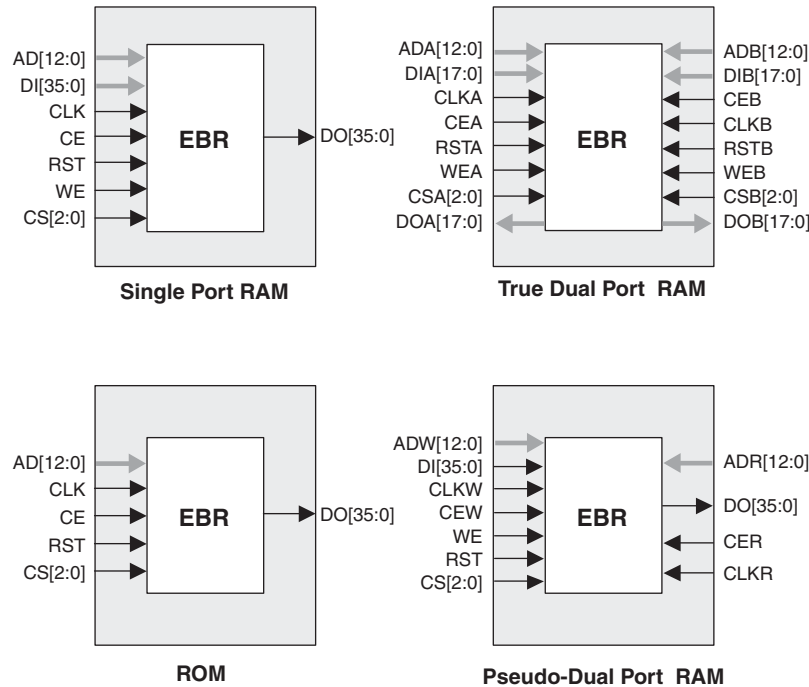 AD[12:0]
DI[35:0]
CLK
CE
RST
WE
CS[2:0]
EBR
DO[35:0]
Single Port RAM
ADA[12:0]
DIA[17:0]
CLKA
CEA
RSTA
WEA
CSA[2:0]
DOA[17:0]
EBR
ADB[12:0]
DIB[17:0]
CEB
CLKB
RSTB
WEB
CSB[2:0]
DOB[17:0]
True Dual Port RAM
AD[12:0]
CLK
CE
RST
CS[2:0]
EBR
DO[35:0]
ROM
ADW[12:0]
DI[35:0]
CLKW
CEW
WE
RST
CS[2:0]
EBR
ADR[12:0]
DO[35:0]
CER
CLKR
Pseudo-Dual Port RAM